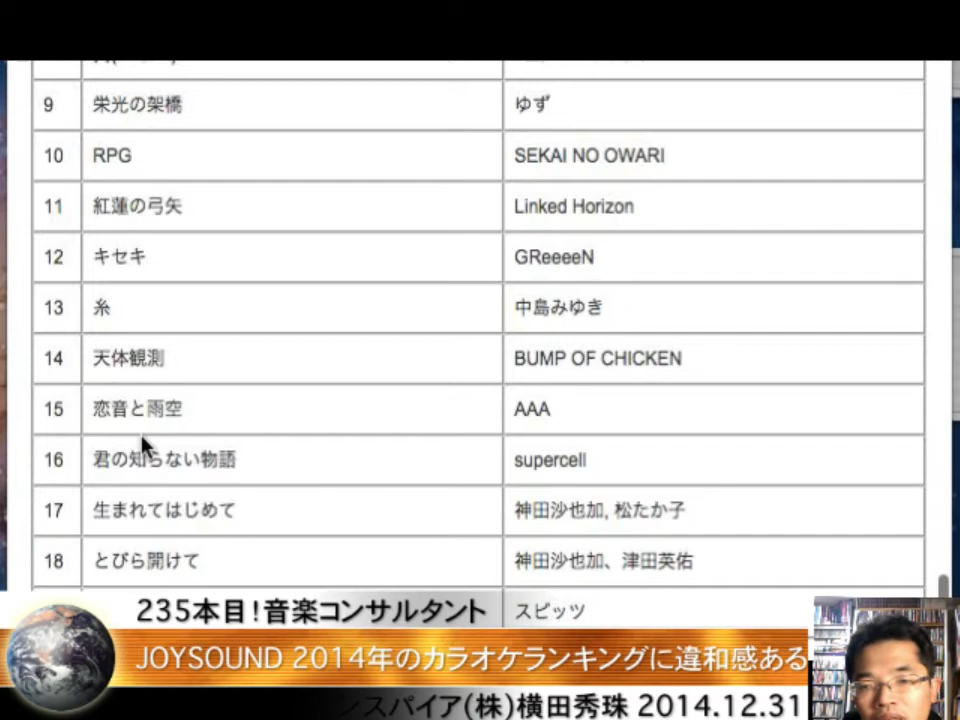 9 栄光の架橋 ゆず
10 RPG SEKAI NO OWARI
11 紅蓮の弓矢 Linked Horizon
12 キセキ GReeeeN
13 糸 中島みゆき
14 天体観測 BUMP OF CHICKEN
15 恋音と雨空 AAA
16 君の知らない物語 supercell
17 生まれてはじめて 神田沙也加, 松たか子
18 とびら開けて 神田沙也加、津田英佑
スピッツ
235本目!音楽コンサルタント
JOYSOUND 2014年のカラオケランキングに違和感ある
ンスパイア(株)横田秀珠 2014.12.31